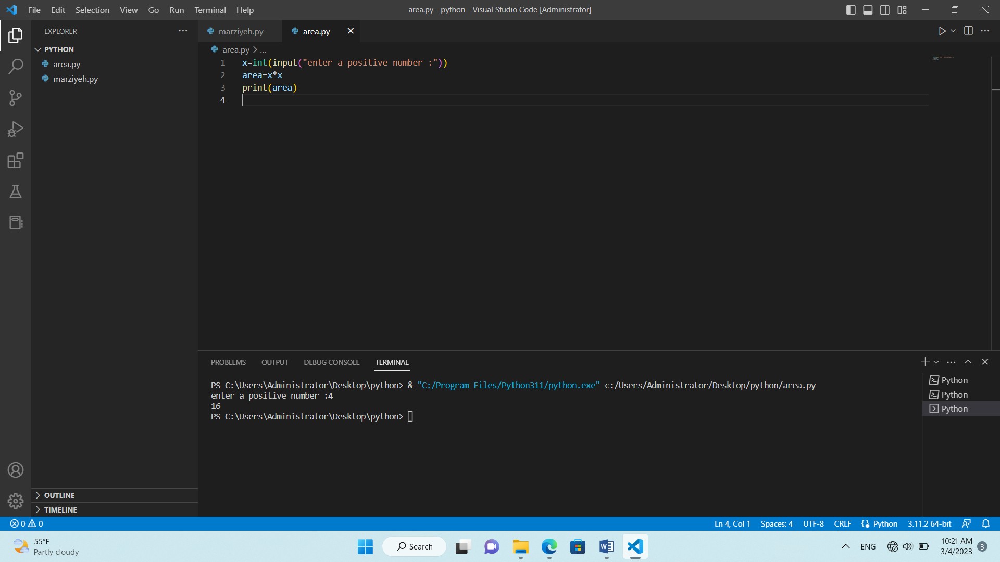 File Edit Selection View Go Run Terminal Help
area.py - python - Visual Studio Code [Administrator]
EXPLORER
PYTHON
area.py
marziyeh.py
marziyeh.py
area.py
area.py > ...
1 x=int(input("enter a positive number :"))
2 area=x*x
3 print(area)
4
PROBLEMS OUTPUT DEBUG CONSOLE TERMINAL
PS C:\Users\Administrator\Desktop\python> & "C:/Program Files/Python311/python.exe" c:/Users/Administrator/Desktop/python/area.py
enter a positive number :4
16
PS C:\Users\Administrator\Desktop\python>
Python
Python
Python
OUTLINE
TIMELINE
0 0
Ln 4, Col 1 Spaces: 4 UTF-8 CRLF Python 3.11.2 64-bit
55°F
Partly cloudy
Search
ENG
10:21 AM
3/4/2023
3